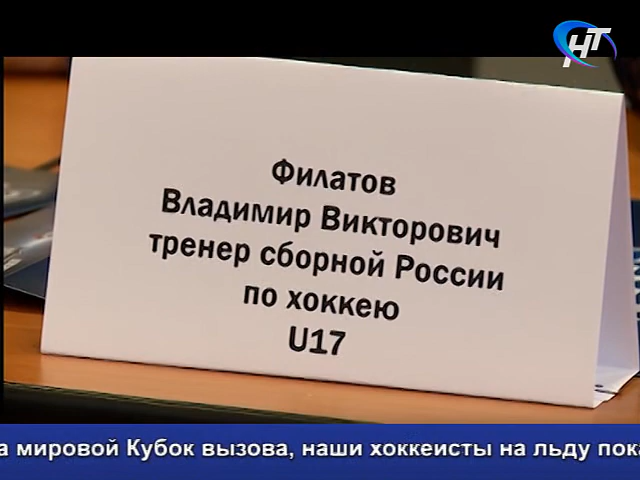 НТ
Филатов
Владимир Викторович
тренер сборной России
по хоккею
U17
а мировой Кубок вызова, наши хоккеисты на льду пока